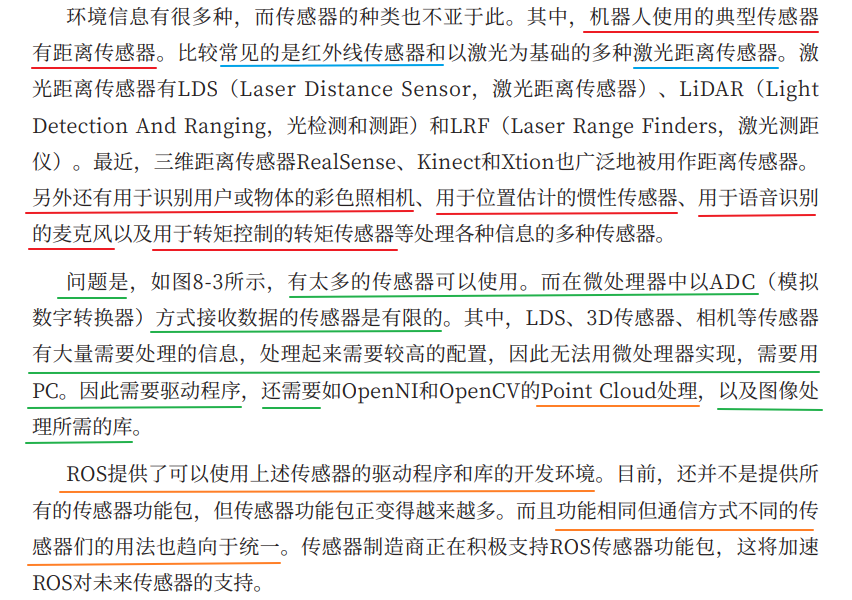 环境信息有很多种，而传感器的种类也不亚于此。其中，机器人使用的典型传感器
有距离传感器。比较常见的是红外线传感器和以激光为基础的多种激光距离传感器。激
光距离传感器有LDS（Laser Distance Sensor，激光距离传感器）、LiDAR（Light
Detection And Ranging，光检测和测距）和LRF（Laser Range Finders，激光测距
仪）。最近，三维距离传感器RealSense、Kinect和Xtion也广泛地被用作距离传感器。
另外还有用于识别用户或物体的彩色照相机、用于位置估计的惯性传感器、用于语音识别
的麦克风以及用于转矩控制的转矩传感器等处理各种信息的多种传感器。
问题是，如图8-3所示，有太多的传感器可以使用。而在微处理器中以ADC（模拟
数字转换器）方式接收数据的传感器是有限的。其中，LDS、3D传感器、相机等传感器
有大量需要处理的信息，处理起来需要较高的配置，因此无法用微处理器实现，需要用
PC。因此需要驱动程序，还需要如OpenNI和OpenCV的Point Cloud处理，以及图像处
理所需的库。
ROS提供了可以使用上述传感器的驱动程序和库的开发环境。目前，还并不是提供所
有的传感器功能包，但传感器功能包正变得越来越多。而且功能相同但通信方式不同的传
感器们的用法也趋向于统一。传感器制造商正在积极支持ROS传感器功能包，这将加速
ROS对未来传感器的支持。